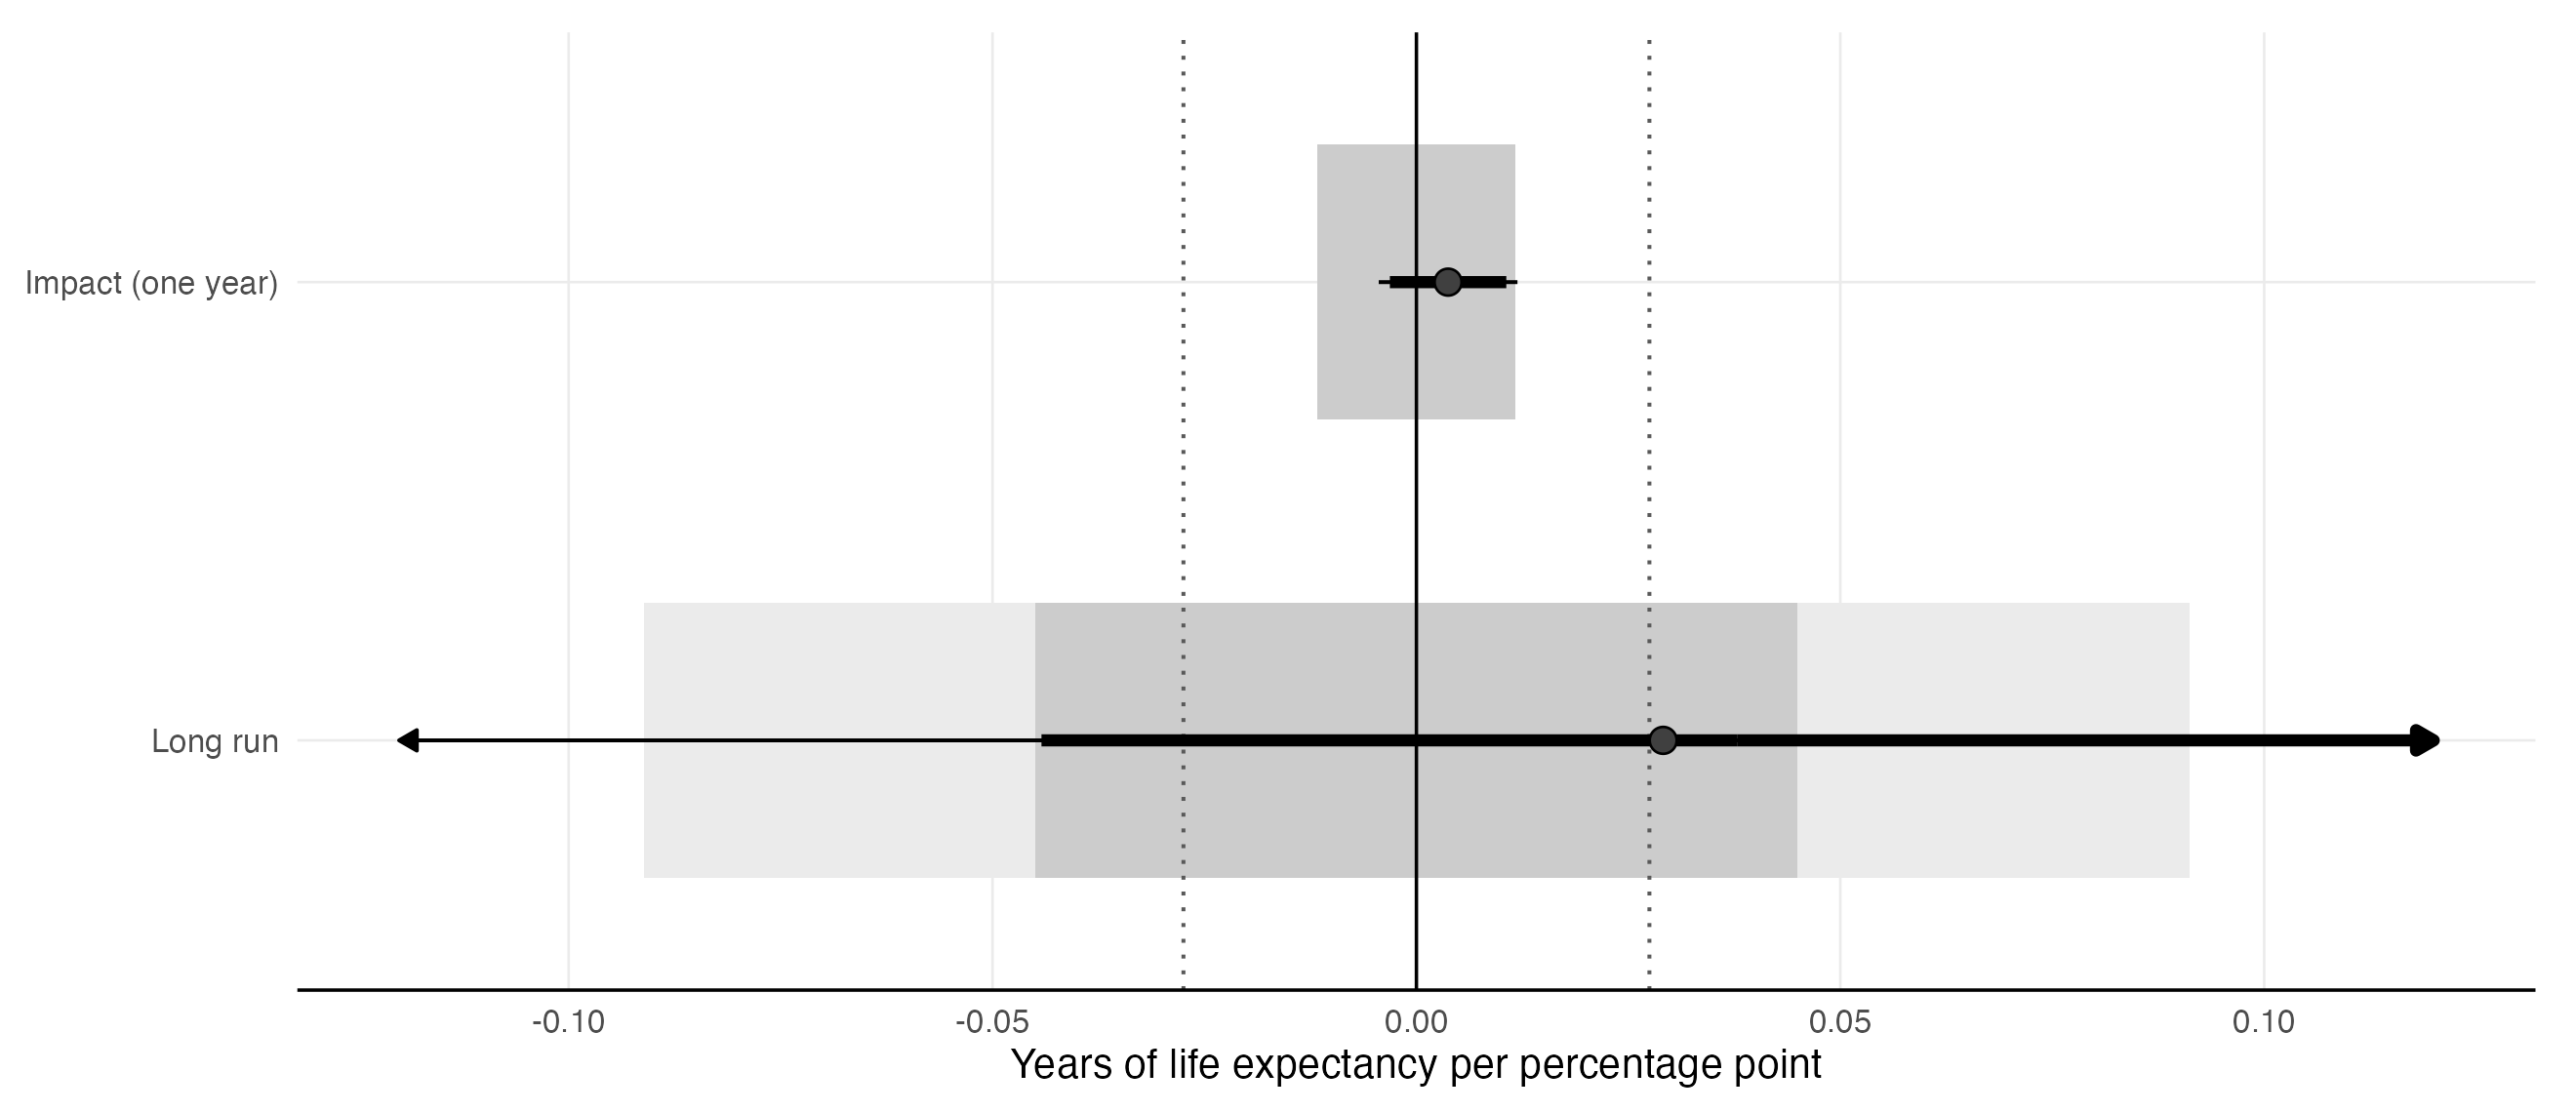 Impact (one year)
Long run
-0.10 -0.05 0.00 0.05 0.10
Years of life expectancy per percentage point